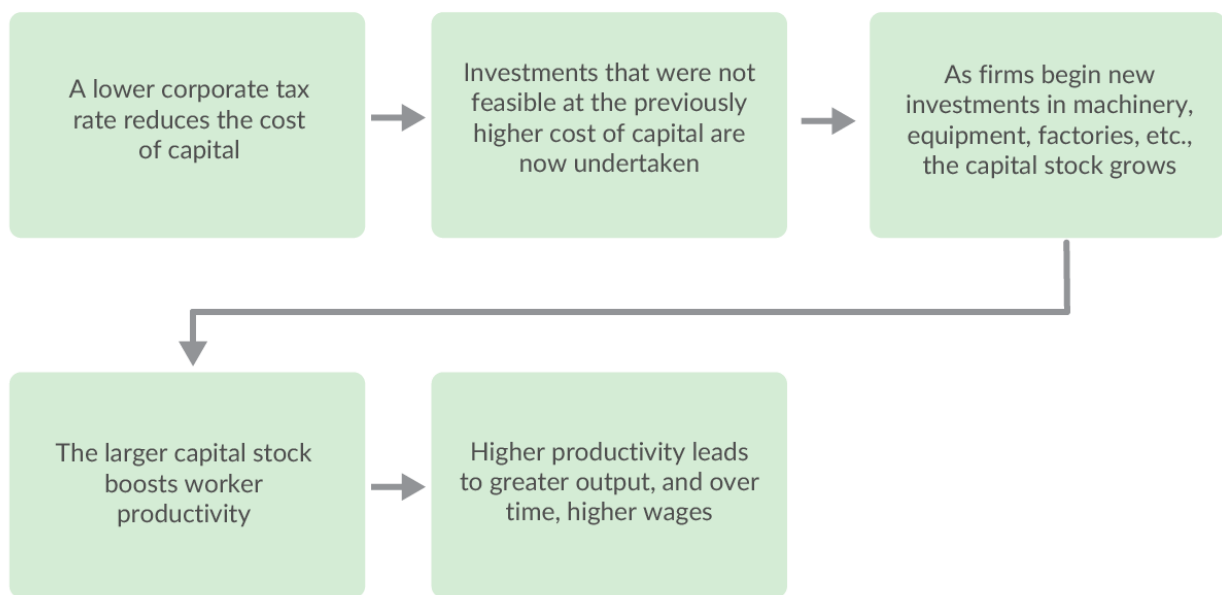 A lower corporate tax
rate reduces the cost
of capital
Investments that were not
feasible at the previously
higher cost of capital are
now undertaken
As firms begin new
investments in machinery,
equipment, factories, etc.,
the capital stock grows
The larger capital stock
boosts worker
productivity
Higher productivity leads
to greater output, and over
time, higher wages